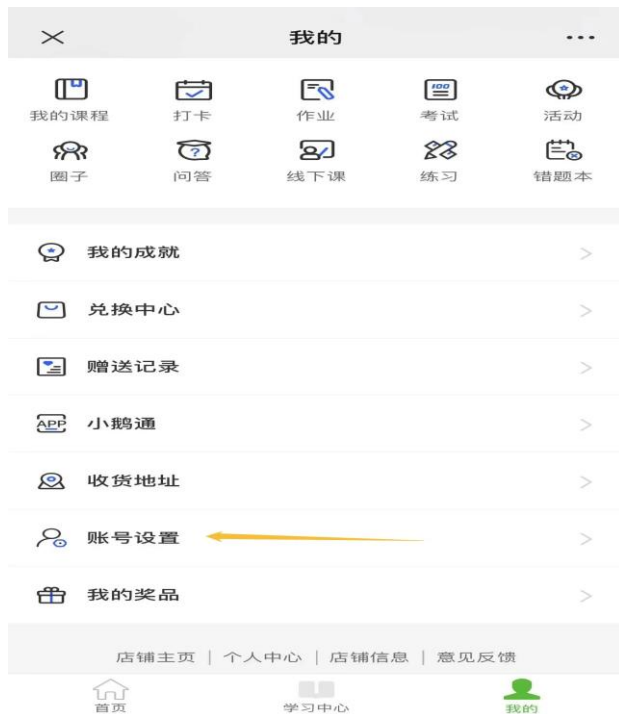 我的
我的课程 打卡 作业 100 考试 活动
圈子 问答 线下课 练习 错题本
我的成就
兑换中心
赠送记录
APP 小鹅通
收货地址
账号设置
我的奖品
店铺主页 | 个人中心 | 店铺信息 | 意见反馈
首页 学习中心 我的